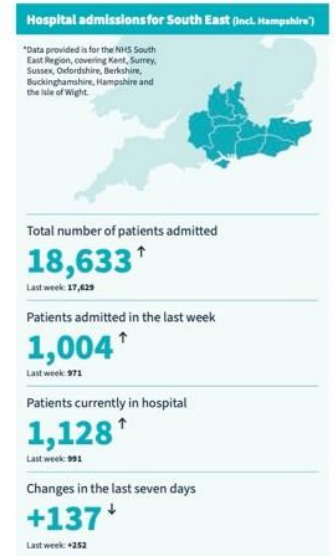 Hospital admissions for South East (incl. Hampshire*)
*Data provided is for the NHS South
East Region, covering Kent, Surrey,
Sussex, Oxfordshire, Berkshire,
Buckinghamshire, Hampshire and
the Isle of Wight.
Total number of patients admitted
18,633↑
Last week: 17,629
Patients admitted in the last week
1,004↑
Last week: 971
Patients currently in hospital
1,128↑
Last week: 991
Changes in the last seven days
+137↓
Last week: +252